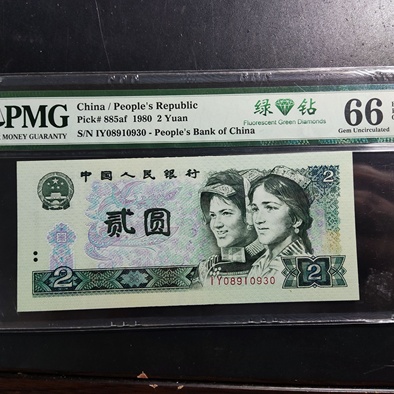 PMG
MONEY GUARANTY
China / People's Republic
Pick# 885af 1980 2 Yuan
S/N IY08910930 - People's Bank of China
绿 钻
Fluorescent Green Diamonds
66
Gem Uncirculated
中国人民银行
2
贰圆
2
2
IY08910930